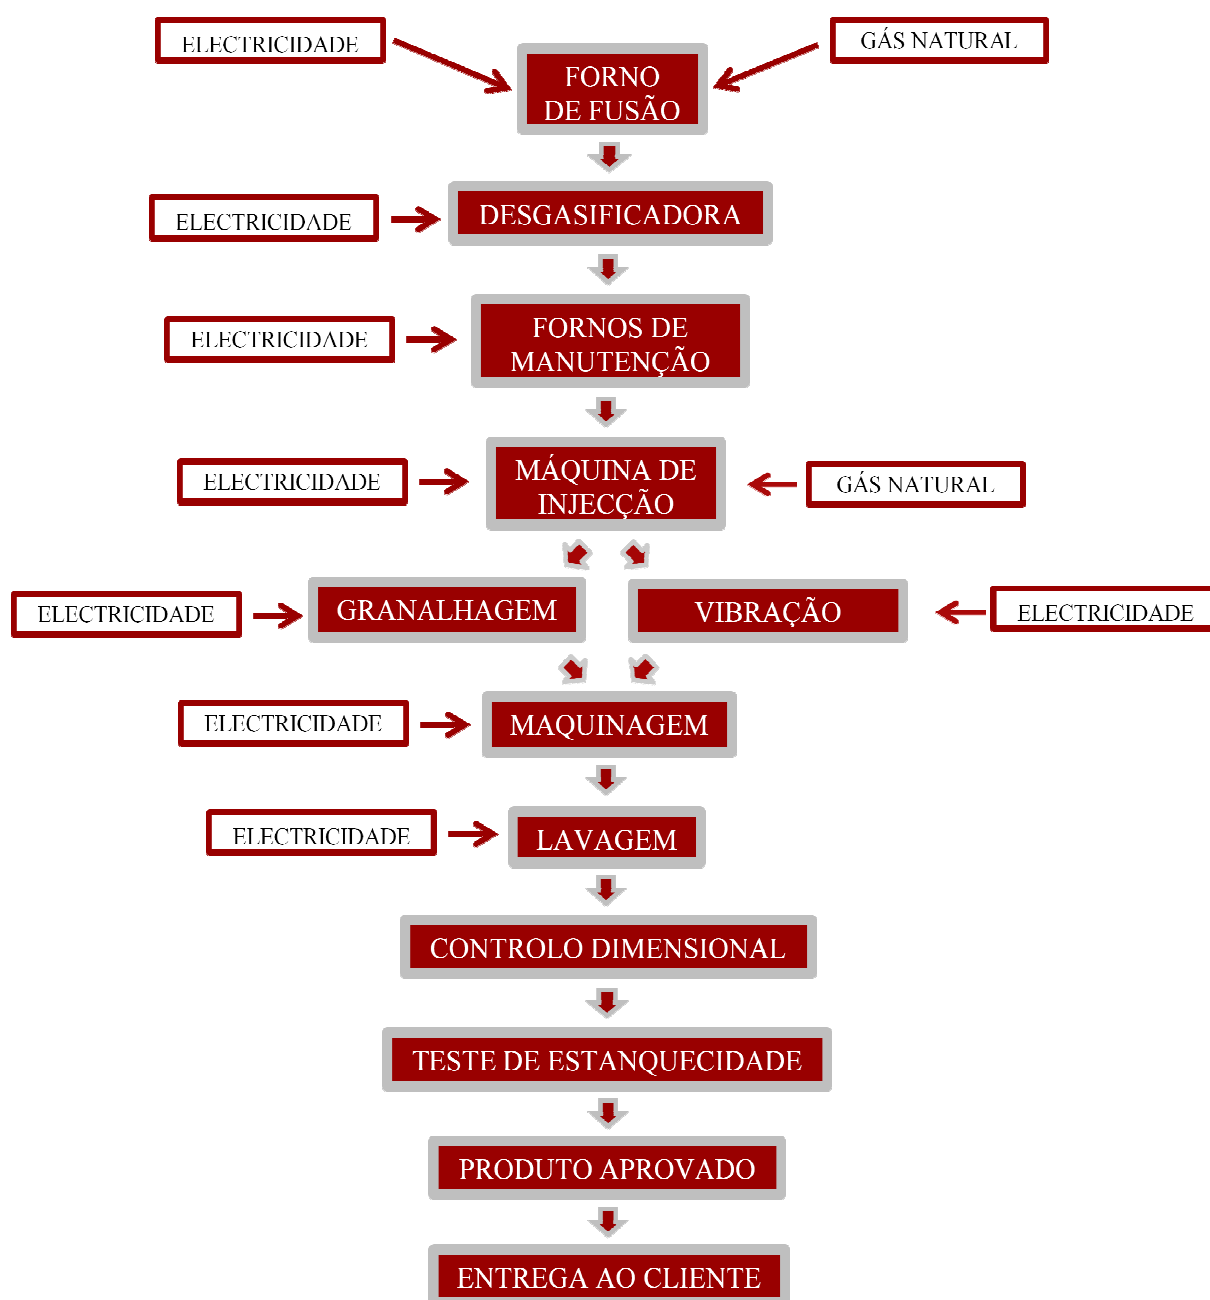 ELECTRICIDADE
GÁS NATURAL
FORNO
DE FUSÃO
ELECTRICIDADE
DESGASIFICADORA
ELECTRICIDADE
FORNOS DE
MANUTENÇÃO
ELECTRICIDADE
MÁQUINA DE
INJECÇÃO
GÁS NATURAL
ELECTRICIDADE
GRANALHAGEM
VIBRAÇÃO
ELECTRICIDADE
ELECTRICIDADE
MAQUINAGEM
ELECTRICIDADE
LAVAGEM
CONTROLO DIMENSIONAL
TESTE DE ESTANQUECIDADE
PRODUTO APROVADO
ENTREGA AO CLIENTE